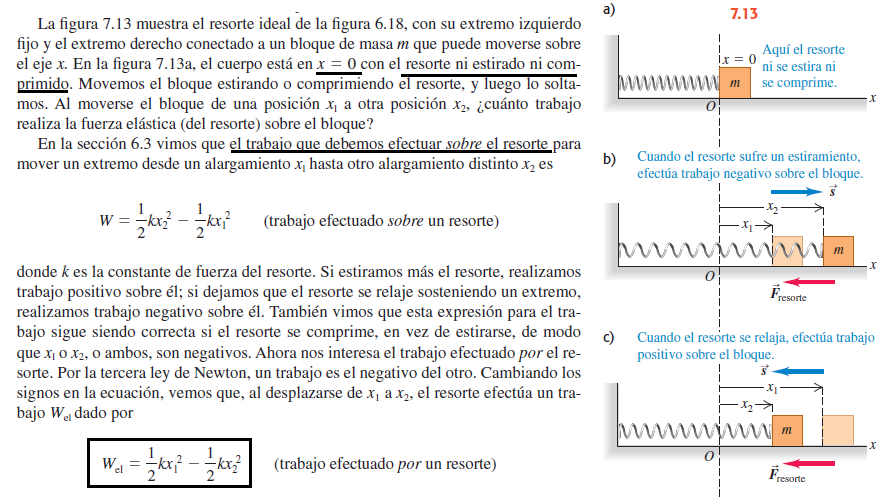 La figura 7.13 muestra el resorte ideal de la figura 6.18, con su extremo izquierdo
fijo y el extremo derecho conectado a un bloque de masa m que puede moverse sobre
el eje x. En la figura 7.13a, el cuerpo está en x = 0 con el resorte ni estirado ni com-
primido. Movemos el bloque estirando o comprimiendo el resorte, y luego lo solta-
mos. Al moverse el bloque de una posición x₁ a otra posición x₂, ¿cuánto trabajo
realiza la fuerza elástica (del resorte) sobre el bloque?
En la sección 6.3 vimos que el trabajo que debemos efectuar sobre el resorte para
mover un extremo desde un alargamiento x₁ hasta otro alargamiento distinto x₂ es
W = 1/2 kx₂² − 1/2 kx₁² (trabajo efectuado sobre un resorte)
donde k es la constante de fuerza del resorte. Si estiramos más el resorte, realizamos
trabajo positivo sobre él; si dejamos que el resorte se relaje sosteniendo un extremo,
realizamos trabajo negativo sobre él. También vimos que esta expresión para el tra-
bajo sigue siendo correcta si el resorte se comprime, en vez de estirarse, de modo
que x₁ o x₂, o ambos, son negativos. Ahora nos interesa el trabajo efectuado por el re-
sorte. Por la tercera ley de Newton, un trabajo es el negativo del otro. Cambiando los
signos en la ecuación, vemos que, al desplazarse de x₁ a x₂, el resorte efectúa un tra-
bajo Wel dado por
Wel = 1/2 kx₁² − 1/2 kx₂² (trabajo efectuado por un resorte)
a)
7.13
x = 0
Aquí el resorte
ni se estira ni
se comprime.
m
O
x
b)
Cuando el resorte sufre un estiramiento,
efectúa trabajo negativo sobre el bloque.
s⃗
x₂
x₁
m
O
x
F⃗resorte
c)
Cuando el resorte se relaja, efectúa trabajo
positivo sobre el bloque.
s⃗
x₁
x₂
m
O
x
F⃗resorte